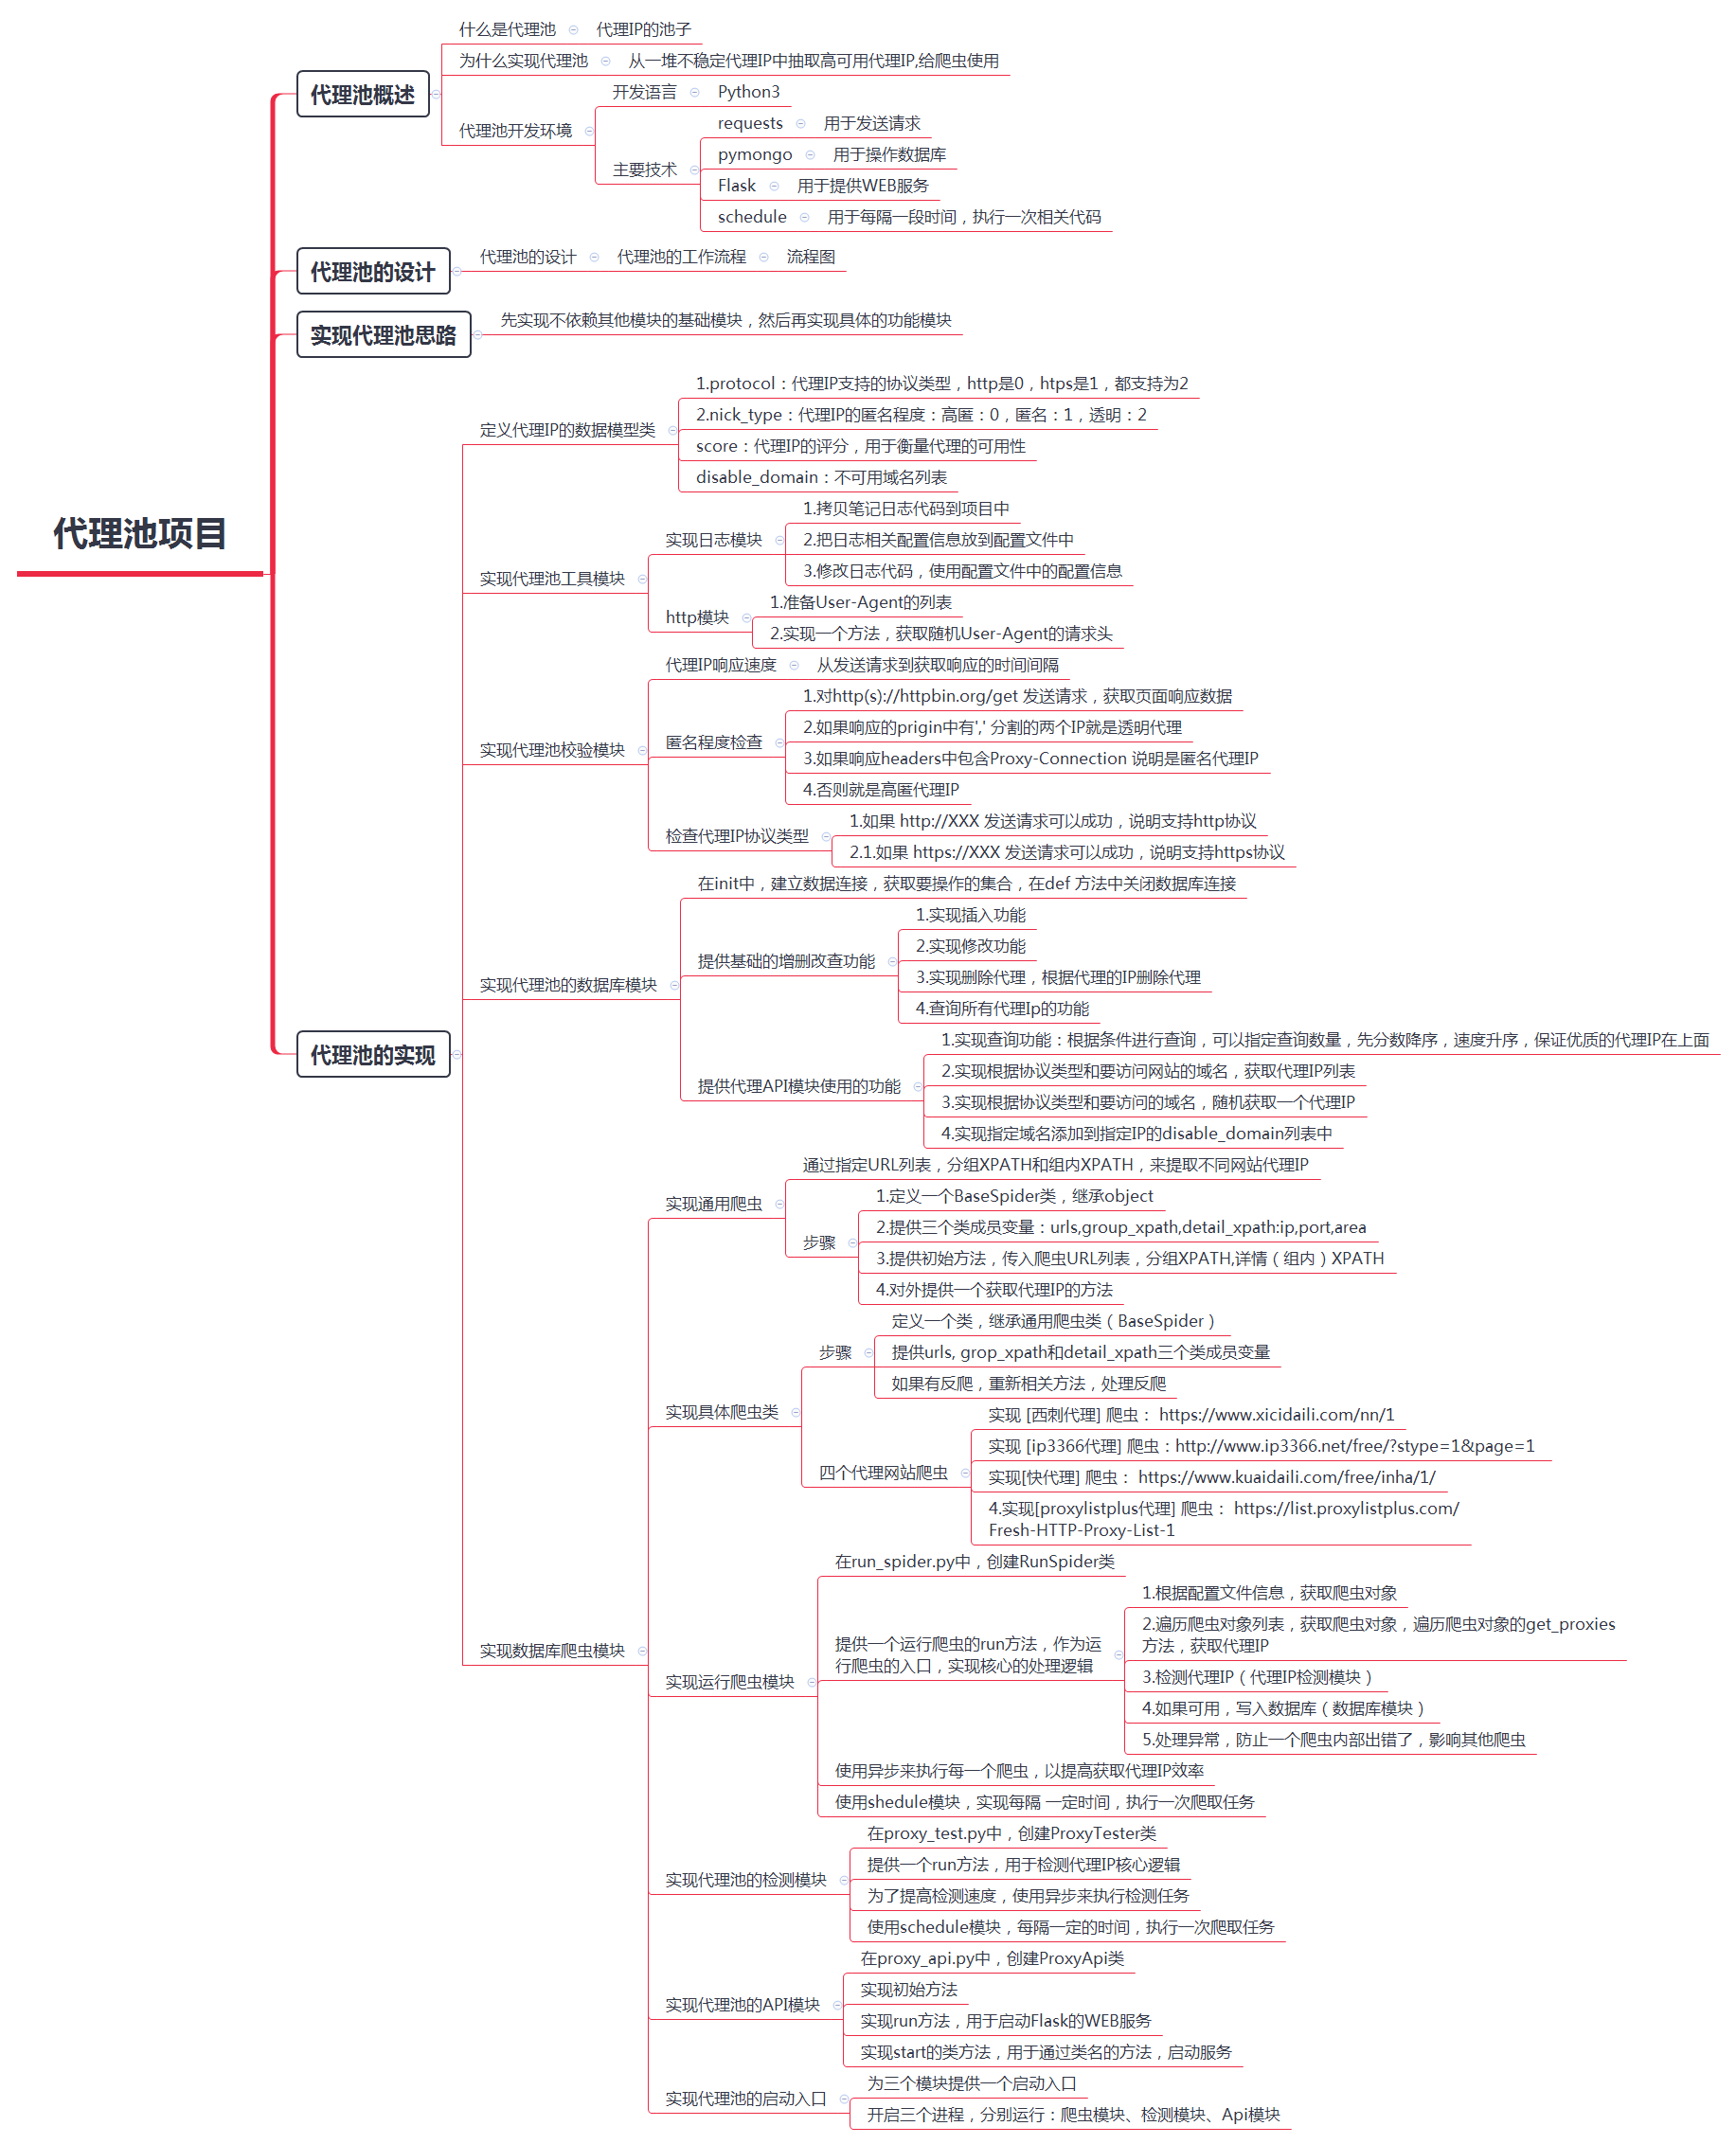 代理池项目
代理池概述
什么是代理池
代理IP的池子
为什么实现代理池
从一堆不稳定代理IP中抽取高可用代理IP,给爬虫使用
代理池开发环境
开发语言
Python3
主要技术
requests
用于发送请求
pymongo
用于操作数据库
Flask
用于提供WEB服务
schedule
用于每隔一段时间，执行一次相关代码
代理池的设计
代理池的设计
代理池的工作流程
流程图
实现代理池思路
先实现不依赖其他模块的基础模块，然后再实现具体的功能模块
代理池的实现
定义代理IP的数据模型类
1.protocol：代理IP支持的协议类型，http是0，htps是1，都支持为2
2.nick_type：代理IP的匿名程度：高匿：0，匿名：1，透明：2
score：代理IP的评分，用于衡量代理的可用性
disable_domain：不可用域名列表
实现代理池工具模块
实现日志模块
1.拷贝笔记日志代码到项目中
2.把日志相关配置信息放到配置文件中
3.修改日志代码，使用配置文件中的配置信息
http模块
1.准备User-Agent的列表
2.实现一个方法，获取随机User-Agent的请求头
实现代理池校验模块
代理IP响应速度
从发送请求到获取响应的时间间隔
匿名程度检查
1.对http(s)://httpbin.org/get 发送请求，获取页面响应数据
2.如果响应的prigin中有',' 分割的两个IP就是透明代理
3.如果响应headers中包含Proxy-Connection 说明是匿名代理IP
4.否则就是高匿代理IP
检查代理IP协议类型
1.如果 http://XXX 发送请求可以成功，说明支持http协议
2.1.如果 https://XXX 发送请求可以成功，说明支持https协议
实现代理池的数据库模块
在init中，建立数据连接，获取要操作的集合，在def 方法中关闭数据库连接
提供基础的增删改查功能
1.实现插入功能
2.实现修改功能
3.实现删除代理，根据代理的IP删除代理
4.查询所有代理Ip的功能
提供代理API模块使用的功能
1.实现查询功能：根据条件进行查询，可以指定查询数量，先分数降序，速度升序，保证优质的代理IP在上面
2.实现根据协议类型和要访问网站的域名，获取代理IP列表
3.实现根据协议类型和要访问的域名，随机获取一个代理IP
4.实现指定域名添加到指定IP的disable_domain列表中
实现数据库爬虫模块
实现通用爬虫
通过指定URL列表，分组XPATH和组内XPATH，来提取不同网站代理IP
步骤
1.定义一个BaseSpider类，继承object
2.提供三个类成员变量：urls,group_xpath,detail_xpath:ip,port,area
3.提供初始方法，传入爬虫URL列表，分组XPATH,详情（组内）XPATH
4.对外提供一个获取代理IP的方法
实现具体爬虫类
步骤
定义一个类，继承通用爬虫类（BaseSpider）
提供urls, grop_xpath和detail_xpath三个类成员变量
如果有反爬，重新相关方法，处理反爬
四个代理网站爬虫
实现 [西刺代理] 爬虫： https://www.xicidaili.com/nn/1
实现 [ip3366代理] 爬虫：http://www.ip3366.net/free/?stype=1&page=1
实现[快代理] 爬虫： https://www.kuaidaili.com/free/inha/1/
4.实现[proxylistplus代理] 爬虫： https://list.proxylistplus.com/
Fresh-HTTP-Proxy-List-1
实现运行爬虫模块
在run_spider.py中，创建RunSpider类
提供一个运行爬虫的run方法，作为运
行爬虫的入口，实现核心的处理逻辑
1.根据配置文件信息，获取爬虫对象
2.遍历爬虫对象列表，获取爬虫对象，遍历爬虫对象的get_proxies
方法，获取代理IP
3.检测代理IP（代理IP检测模块）
4.如果可用，写入数据库（数据库模块）
5.处理异常，防止一个爬虫内部出错了，影响其他爬虫
使用异步来执行每一个爬虫，以提高获取代理IP效率
使用shedule模块，实现每隔 一定时间，执行一次爬取任务
实现代理池的检测模块
在proxy_test.py中，创建ProxyTester类
提供一个run方法，用于检测代理IP核心逻辑
为了提高检测速度，使用异步来执行检测任务
使用schedule模块，每隔一定的时间，执行一次爬取任务
实现代理池的API模块
在proxy_api.py中，创建ProxyApi类
实现初始方法
实现run方法，用于启动Flask的WEB服务
实现start的类方法，用于通过类名的方法，启动服务
实现代理池的启动入口
为三个模块提供一个启动入口
开启三个进程，分别运行：爬虫模块、检测模块、Api模块